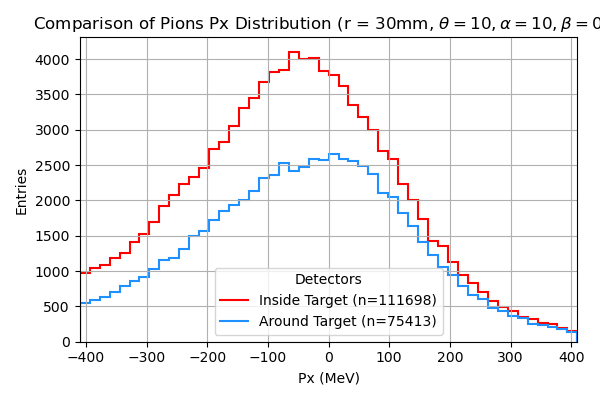 Comparison of Pions Px Distribution (r = 30mm, θ = 10, α = 10, β = 0
Entries
4000
3500
3000
2500
2000
1500
1000
500
0
Detectors
Inside Target (n=111698)
Around Target (n=75413)
−400 −300 −200 −100 0 100 200 300 400
Px (MeV)